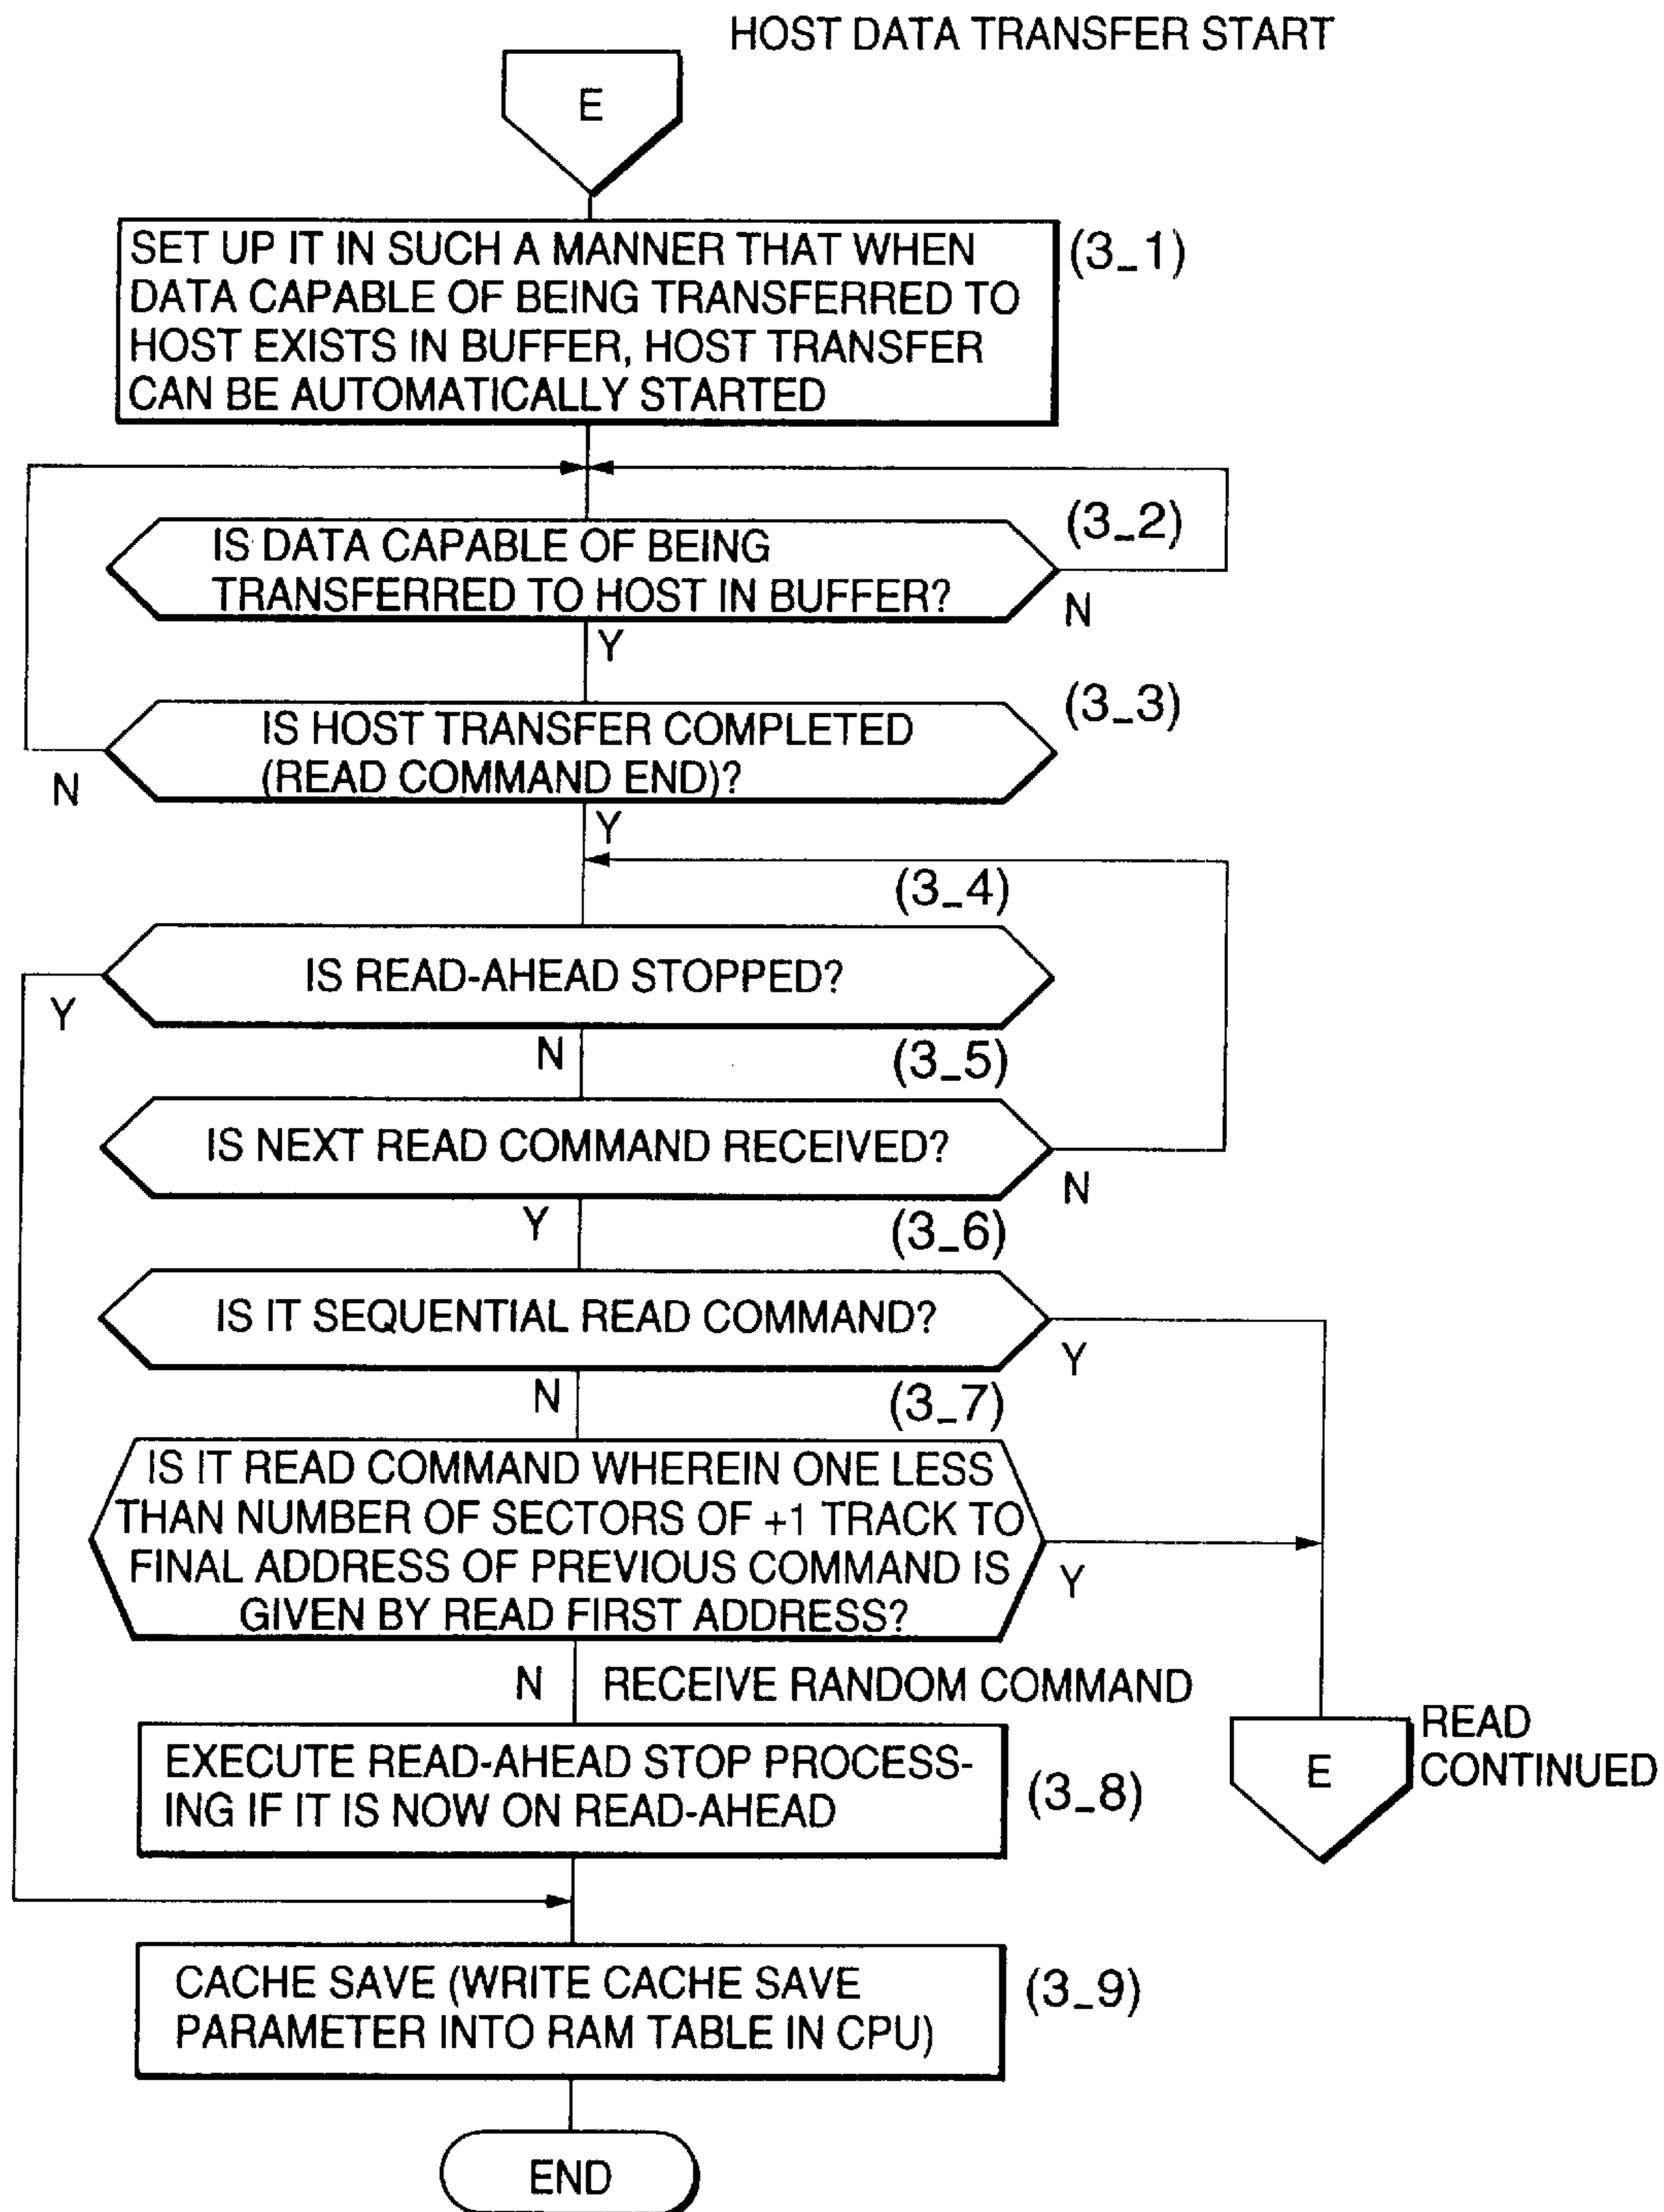 HOST DATA TRANSFER START
E
SET UP IT IN SUCH A MANNER THAT WHEN
DATA CAPABLE OF BEING TRANSFERRED TO
HOST EXISTS IN BUFFER, HOST TRANSFER
CAN BE AUTOMATICALLY STARTED
(3_1)
IS DATA CAPABLE OF BEING
TRANSFERRED TO HOST IN BUFFER?
(3_2)
N
Y
IS HOST TRANSFER COMPLETED
(READ COMMAND END)?
(3_3)
N
Y
(3_4)
IS READ-AHEAD STOPPED?
Y
N
(3_5)
IS NEXT READ COMMAND RECEIVED?
N
Y
(3_6)
IS IT SEQUENTIAL READ COMMAND?
Y
N
(3_7)
IS IT READ COMMAND WHEREIN ONE LESS
THAN NUMBER OF SECTORS OF +1 TRACK TO
FINAL ADDRESS OF PREVIOUS COMMAND IS
GIVEN BY READ FIRST ADDRESS?
Y
N
RECEIVE RANDOM COMMAND
EXECUTE READ-AHEAD STOP PROCESS-
ING IF IT IS NOW ON READ-AHEAD
(3_8)
E
READ
CONTINUED
CACHE SAVE (WRITE CACHE SAVE
PARAMETER INTO RAM TABLE IN CPU)
(3_9)
END